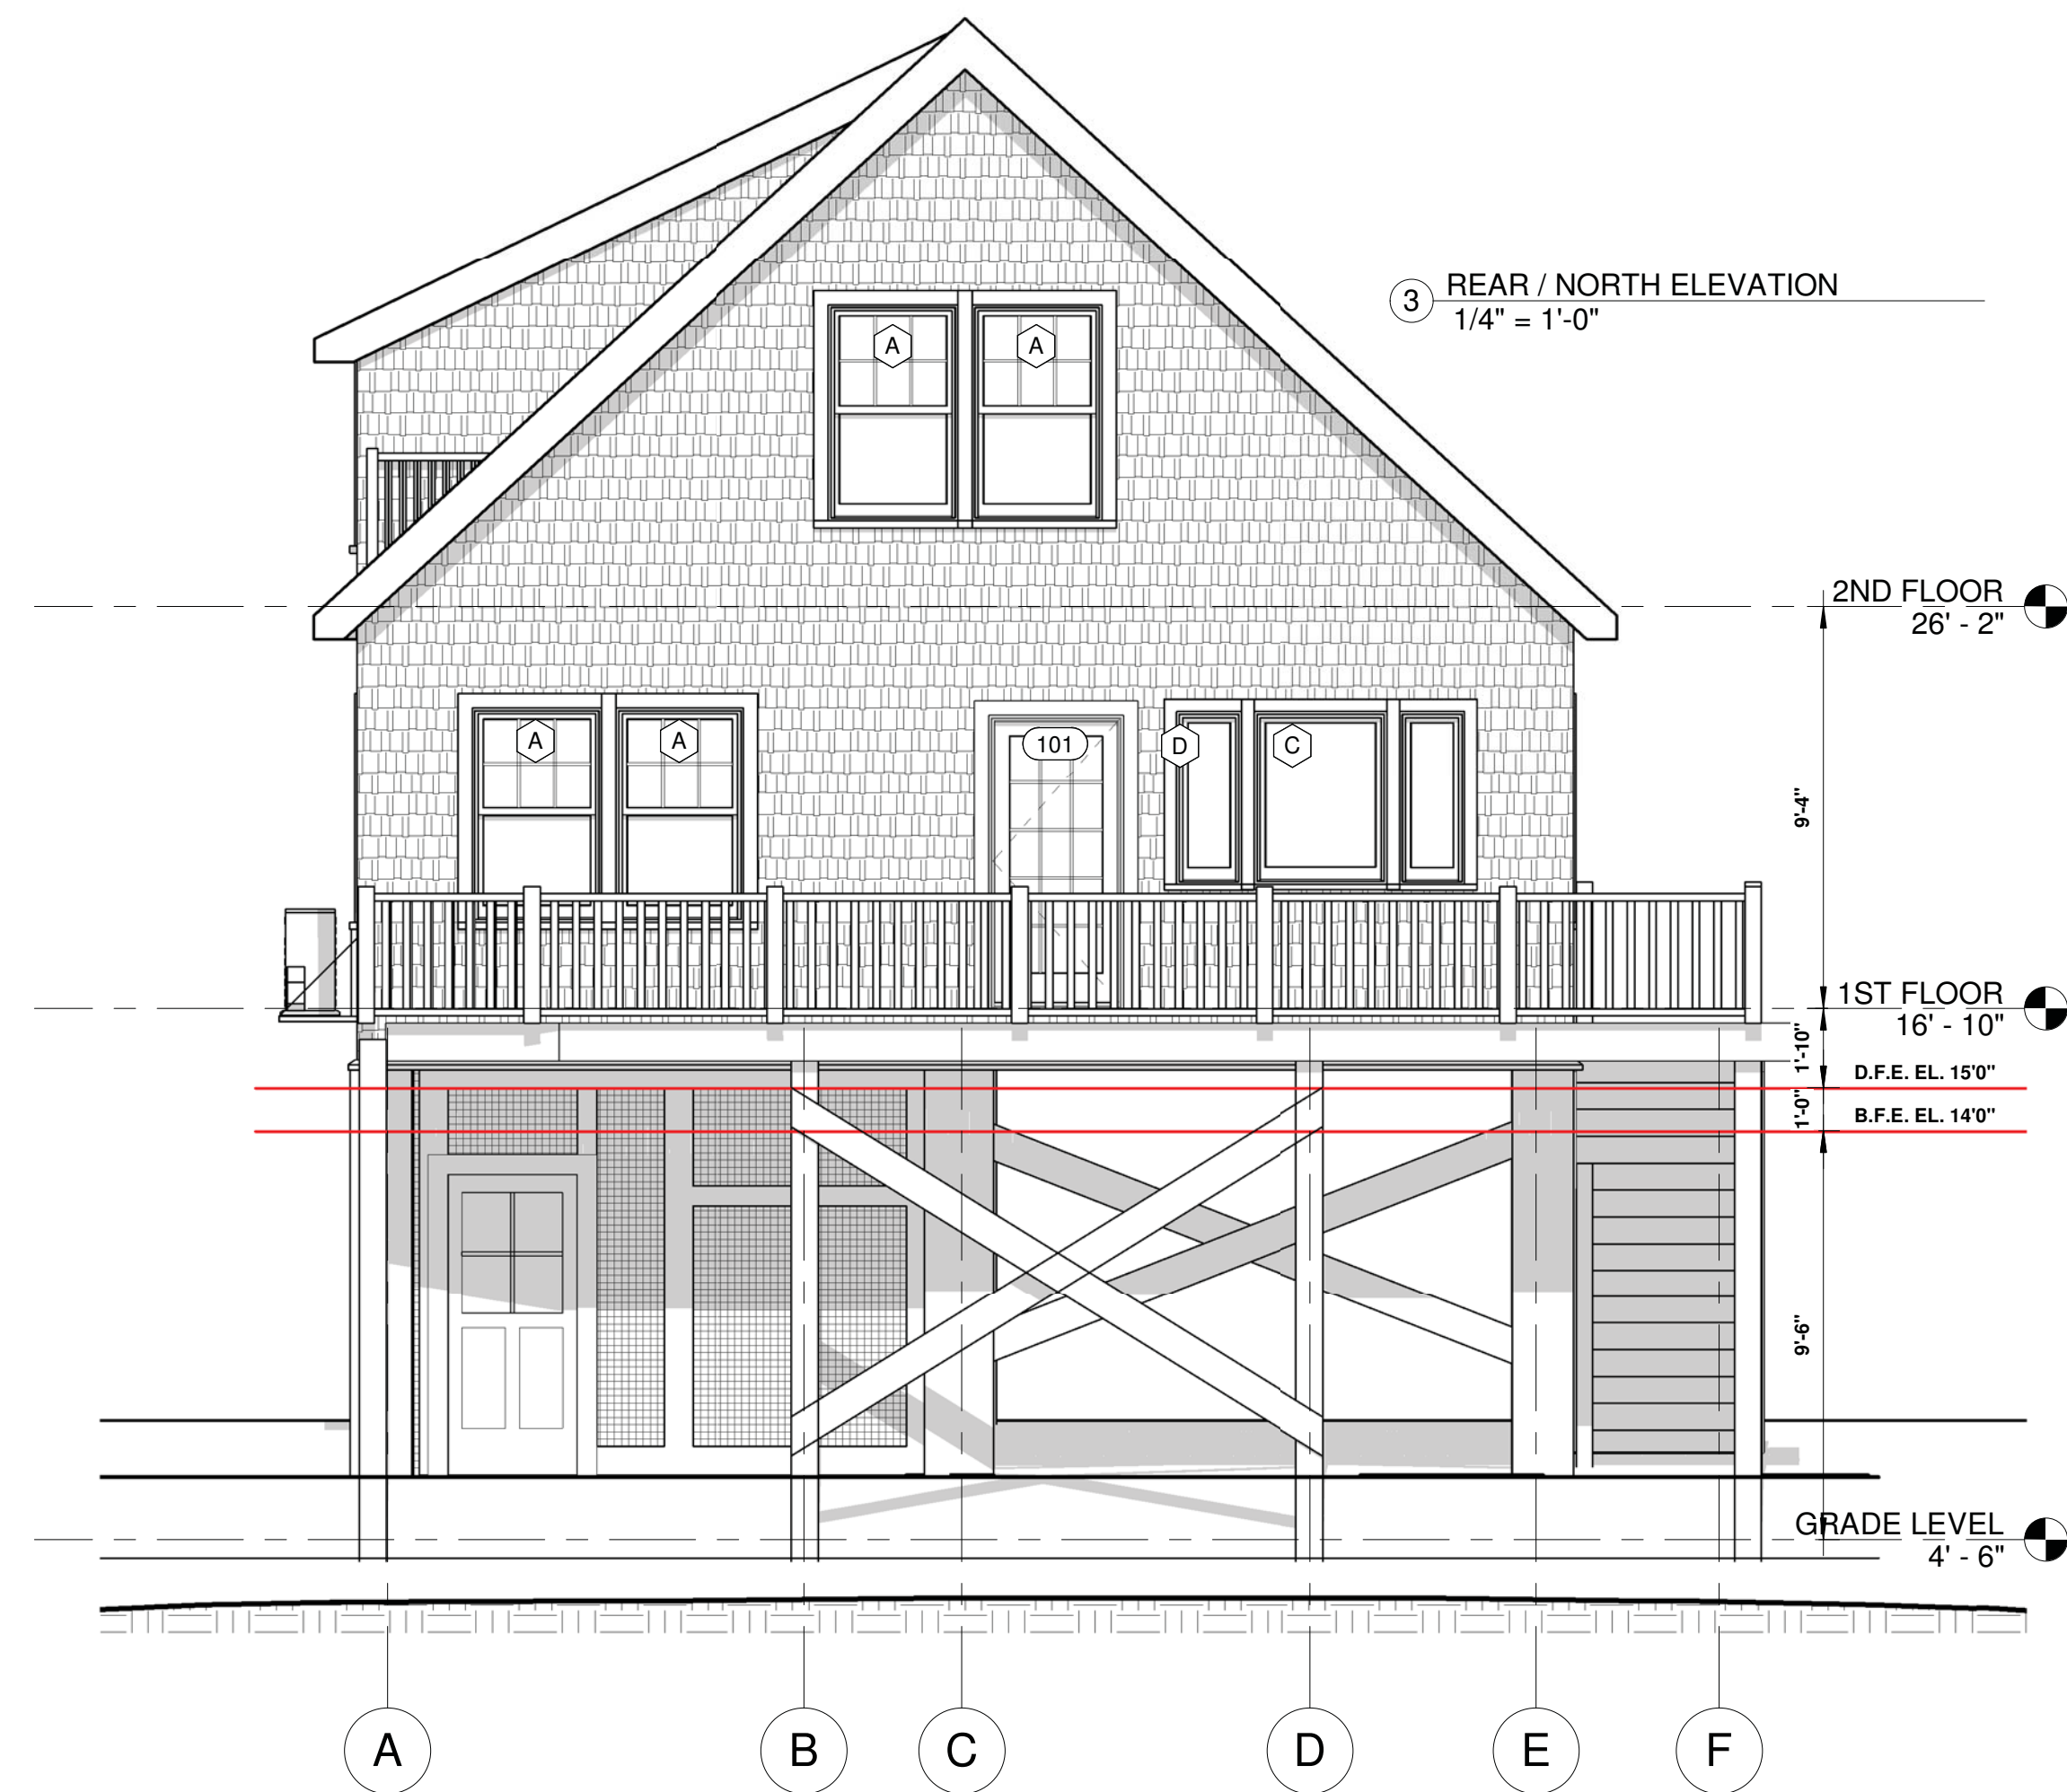 3
REAR / NORTH ELEVATION
1/4" = 1'-0"
A
A
2ND FLOOR
26' - 2"
A
A
101
D
C
9'-4"
1ST FLOOR
16' - 10"
1'-10"
D.F.E. EL. 15'0"
1'-0"
B.F.E. EL. 14'0"
9'-6"
GRADE LEVEL
4' - 6"
A
B
C
D
E
F